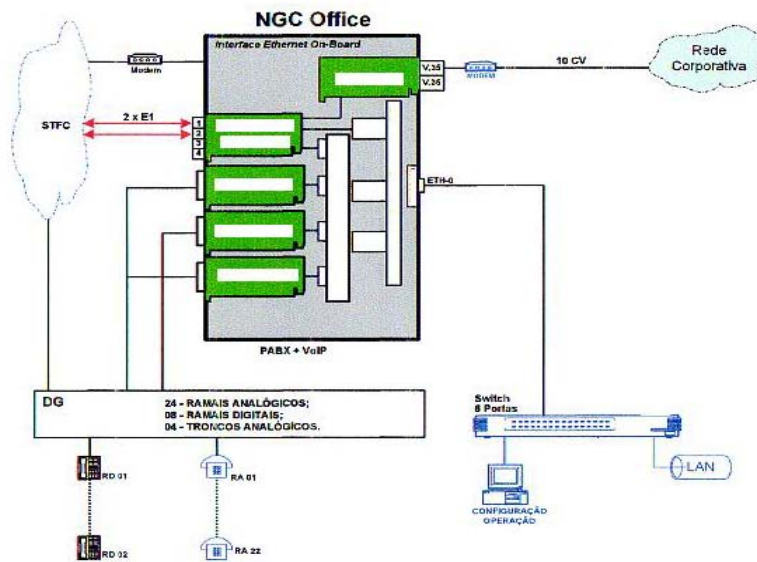 NGC Office
Interface Ethernet On-Board
Modem
V.35
V.36
MODEM
10 CV
Rede
Corporativa
STFC
2 x E1
1
2
3
4
ETH-0
PABX + VoIP
DG
24 - RAMAIS ANALÓGICOS;
08 - RAMAIS DIGITAIS;
04 - TRONCOS ANALÓGICOS.
Switch
8 Portas
RD 01
RA 01
LAN
CONFIGURAÇÃO
OPERAÇÃO
RD 02
RA 22